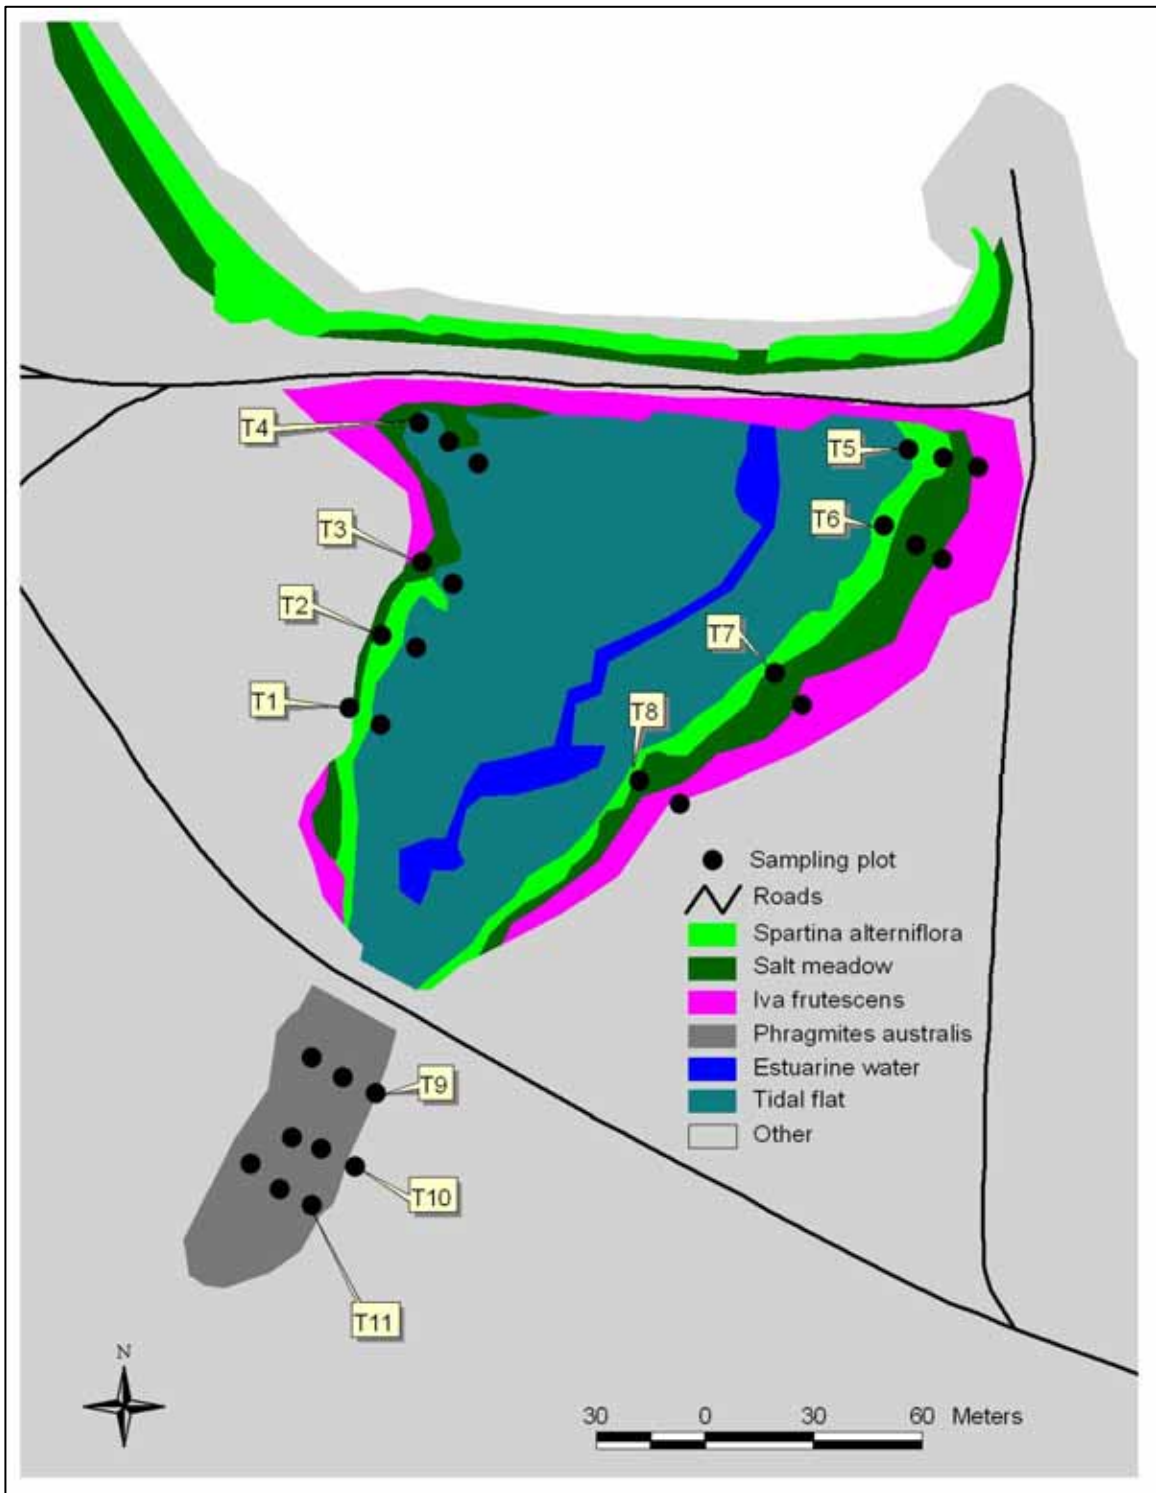 T4
T5
T6
T3
T2
T7
T1
T8
Sampling plot
Roads
Spartina alterniflora
Salt meadow
Iva frutescens
Phragmites australis
Estuarine water
Tidal flat
Other
T9
T10
T11
N
30 0 30 60 Meters